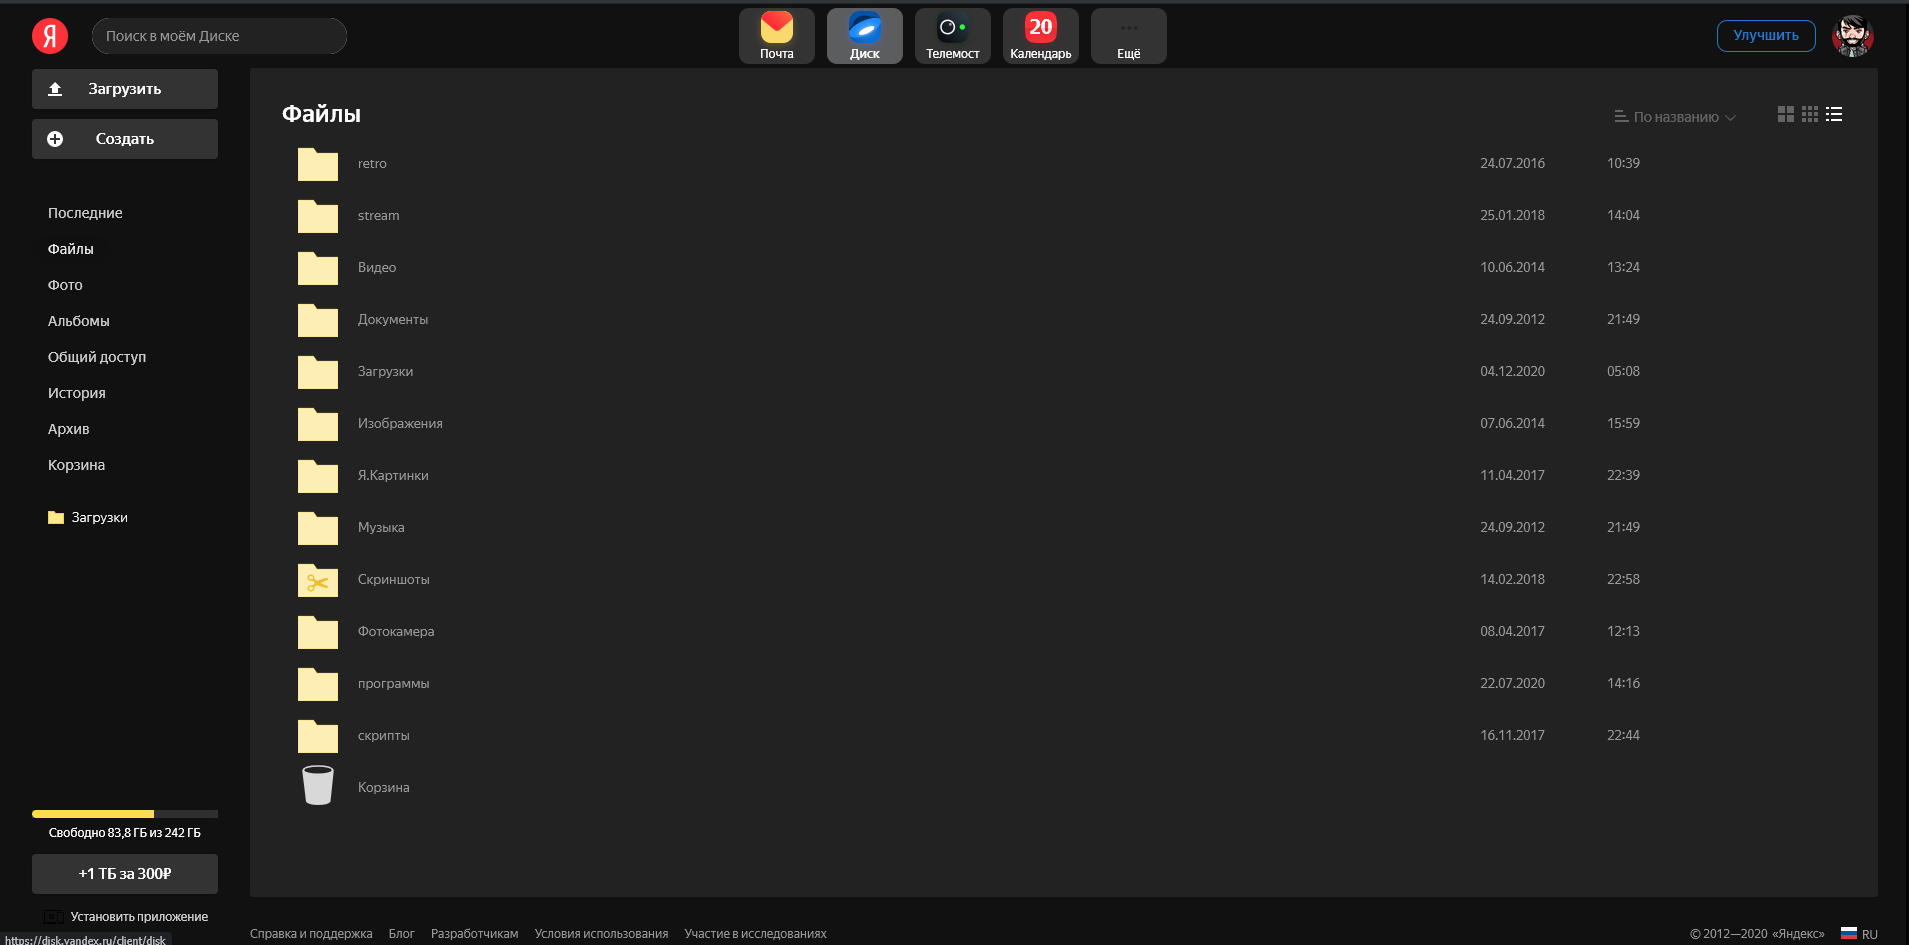 Я
Поиск в моём Диске
Почта
Диск
Телемост
20
Календарь
Ещё
Улучшить
Загрузить
Создать
Последние
Файлы
Фото
Альбомы
Общий доступ
История
Архив
Корзина
Загрузки
Файлы
По названию
retro 24.07.2016 10:39
stream 25.01.2018 14:04
Видео 10.06.2014 13:24
Документы 24.09.2012 21:49
Загрузки 04.12.2020 05:08
Изображения 07.06.2014 15:59
Я.Картинки 11.04.2017 22:39
Музыка 24.09.2012 21:49
Скриншоты 14.02.2018 22:58
Фотокамера 08.04.2017 12:13
программы 22.07.2020 14:16
скрипты 16.11.2017 22:44
Корзина
Свободно 83,8 ГБ из 242 ГБ
+1 ТБ за 300₽
Установить приложение
https://disk.yandex.ru/client/disk
Справка и поддержка Блог Разработчикам Условия использования Участие в исследованиях
© 2012—2020 «Яндекс» RU